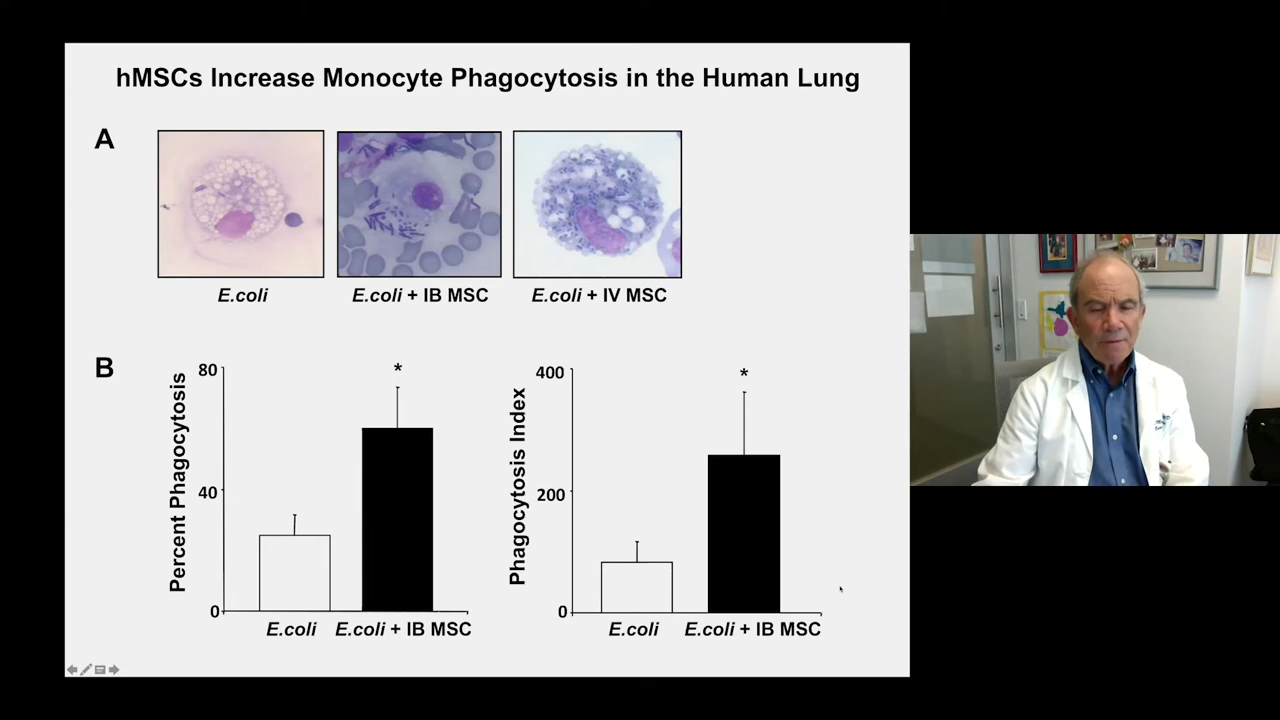 hMSCs Increase Monocyte Phagocytosis in the Human Lung
A
E.coli
E.coli + IB MSC
E.coli + IV MSC
B
Percent Phagocytosis
80
40
0
*
E.coli
E.coli + IB MSC
Phagocytosis Index
400
200
0
*
E.coli
E.coli + IB MSC